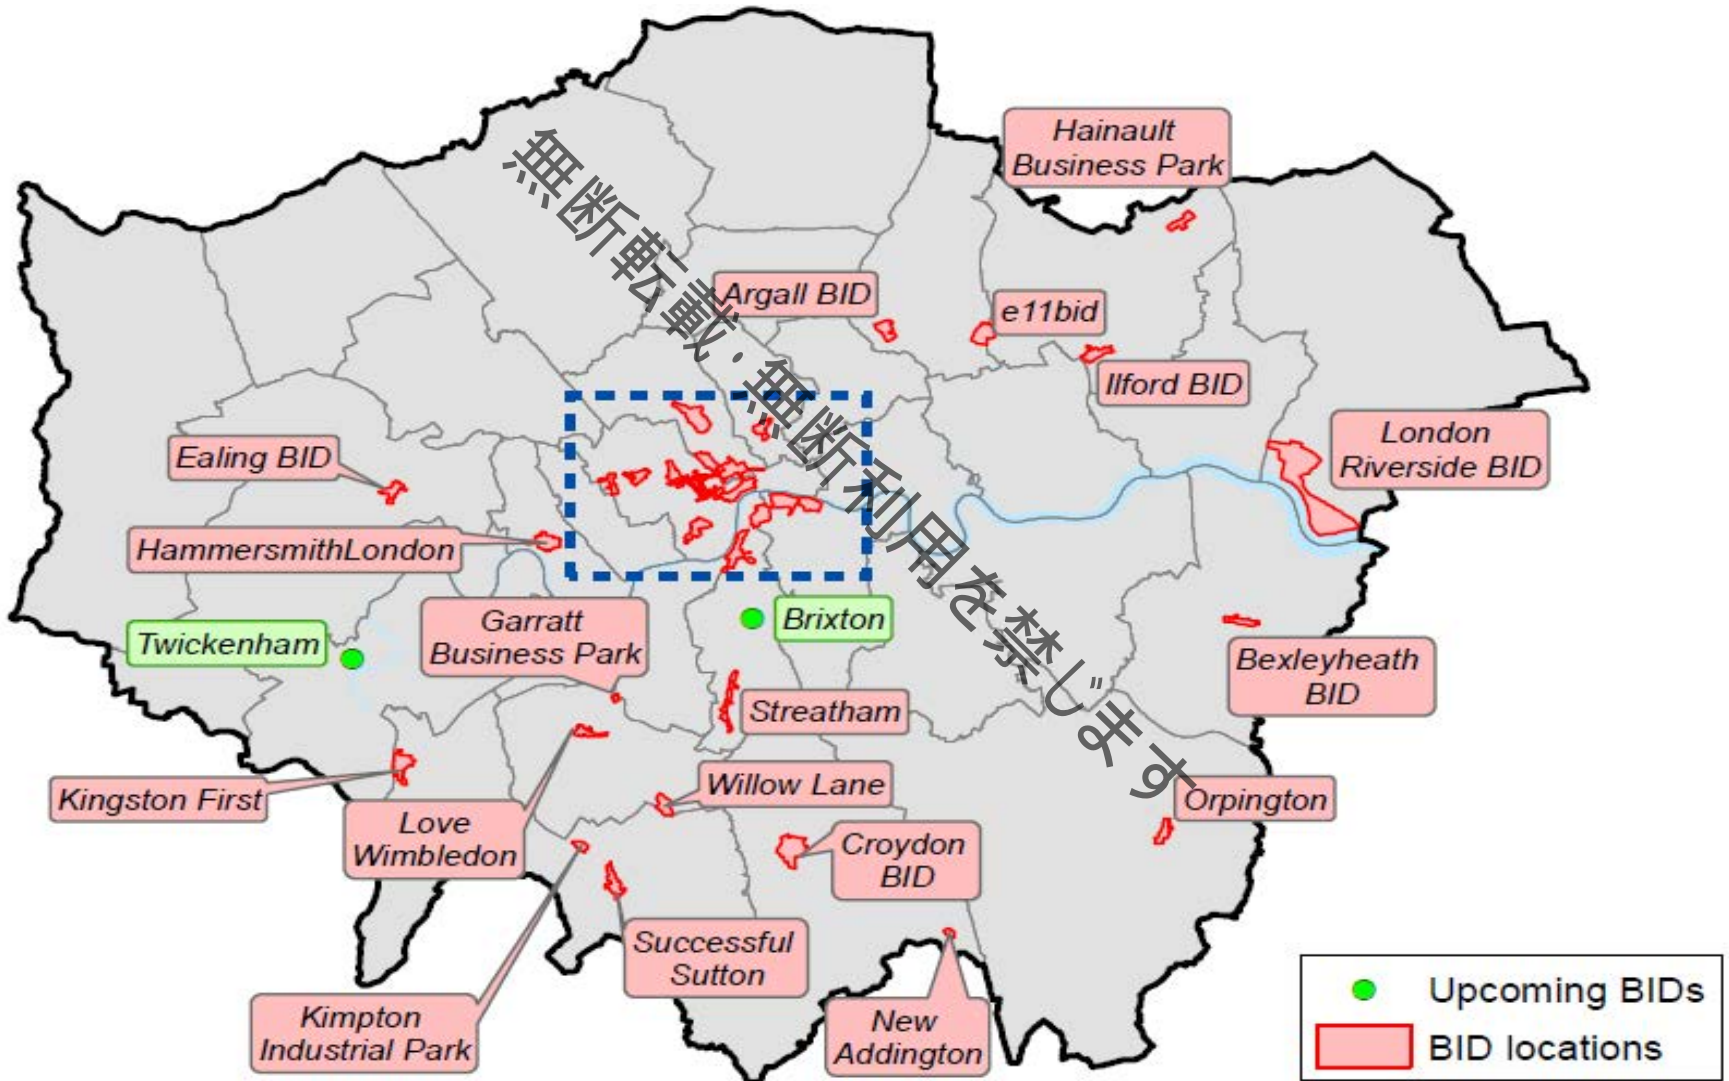 Hainault
Business Park
Argall BID
e11bid
Ilford BID
London
Riverside BID
Ealing BID
HammersmithLondon
Garratt
Business Park
Brixton
Twickenham
Bexleyheath
BID
Streatham
Kingston First
Willow Lane
Orpington
Love
Wimbledon
Croydon
BID
Successful
Sutton
Kimpton
Industrial Park
New
Addington
Upcoming BIDs
BID locations
無断転載・無断利用を禁じます